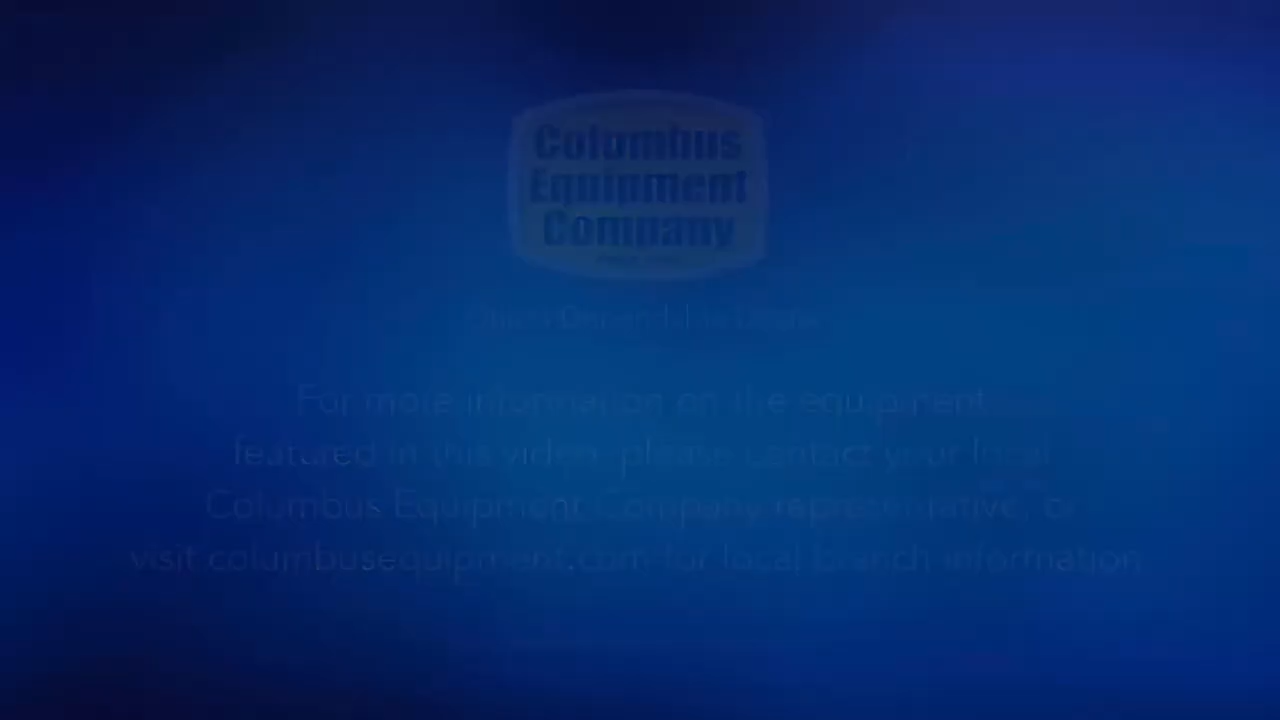 Columbus
Equipment
Company
For more information on the equipment
featured in this video, please contact your local
Columbus Equipment Company representative, or
visit columbusequipment.com for local branch information